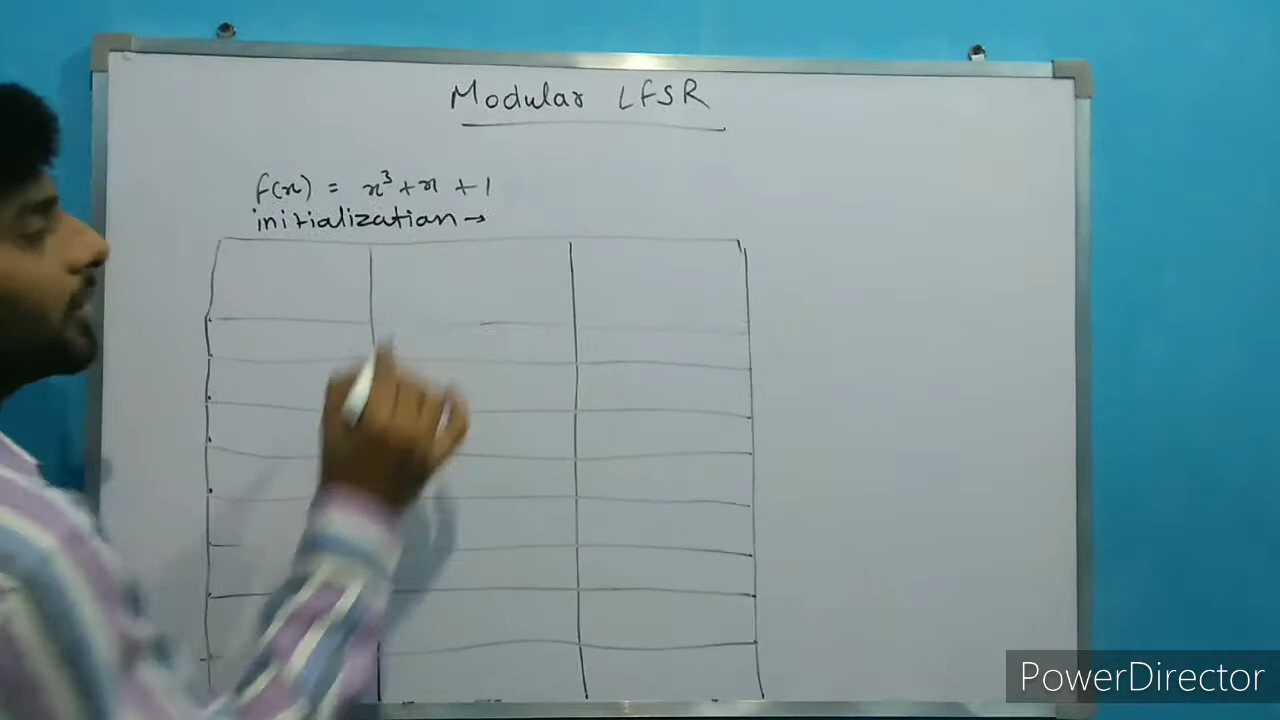 Modular LFSR
f(x) = x³ + x + 1
initialization →
PowerDirector